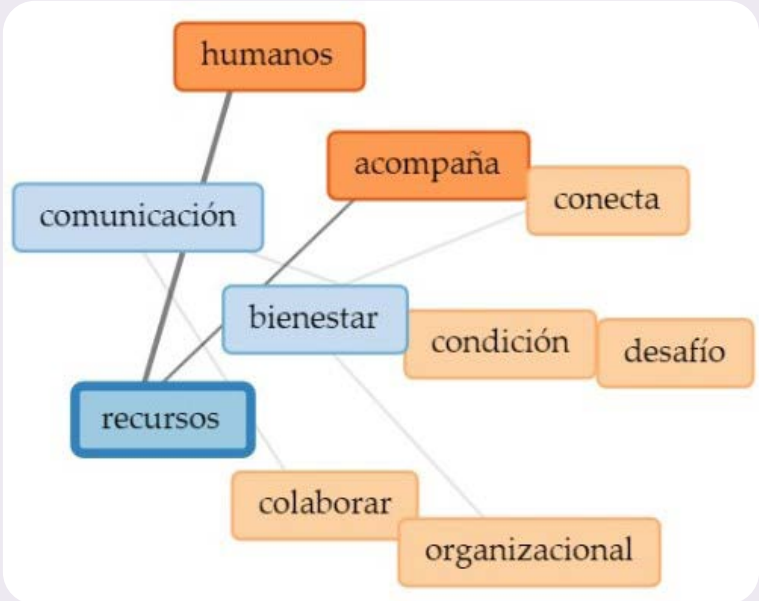 humanos
acompaña
conecta
comunicación
bienestar
condición
desafío
recursos
colaborar
organizacional